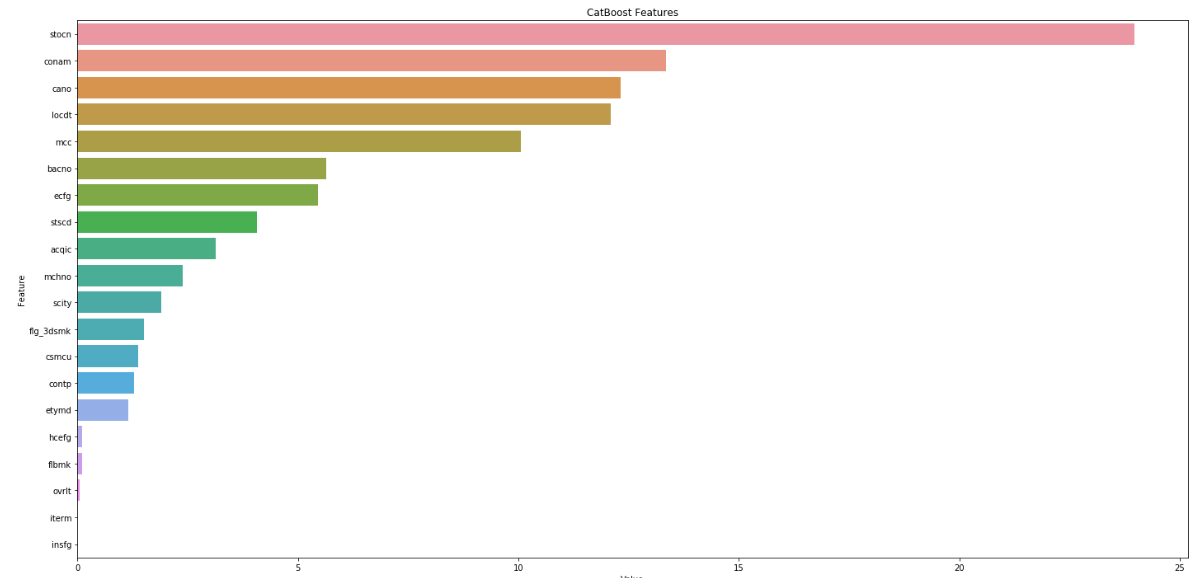 CatBoost Features
Feature
stocn
conam
cano
locdt
mcc
bacno
ecfg
stscd
acqic
mchno
scity
flg_3dsmk
csmcu
contp
etymd
hcefg
flbmk
ovrlt
iterm
insfg
0 5 10 15 20 25
Value